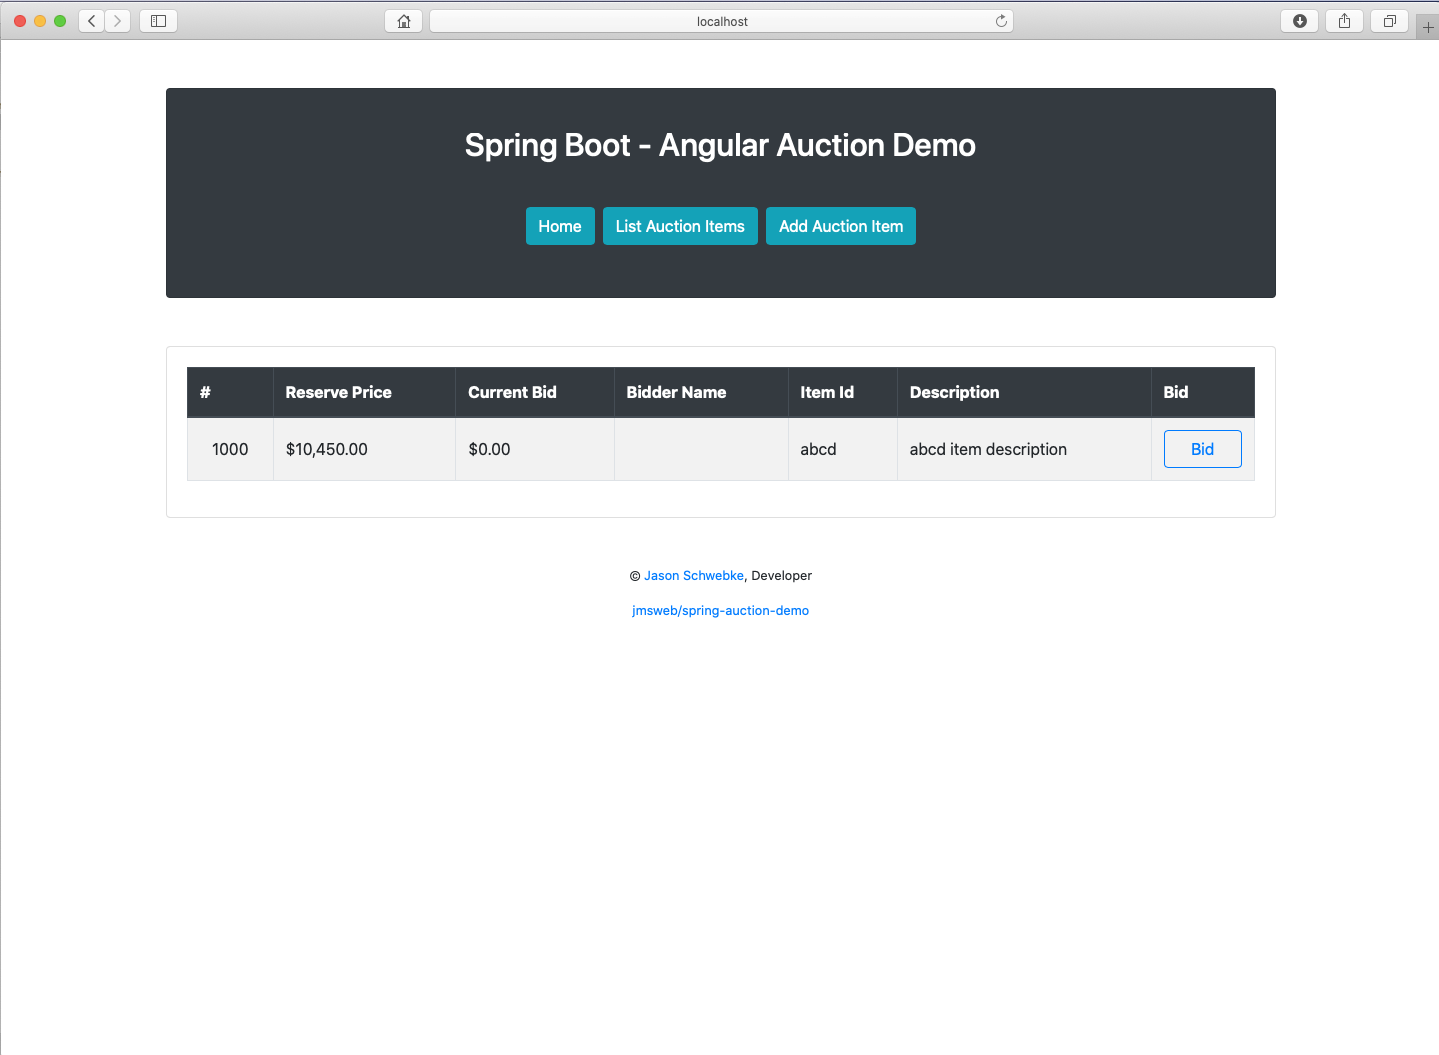 localhost
Spring Boot - Angular Auction Demo
Home List Auction Items Add Auction Item
# Reserve Price Current Bid Bidder Name Item Id Description Bid
1000 $10,450.00 $0.00 abcd abcd item description Bid
© Jason Schwebke, Developer
jmsweb/spring-auction-demo